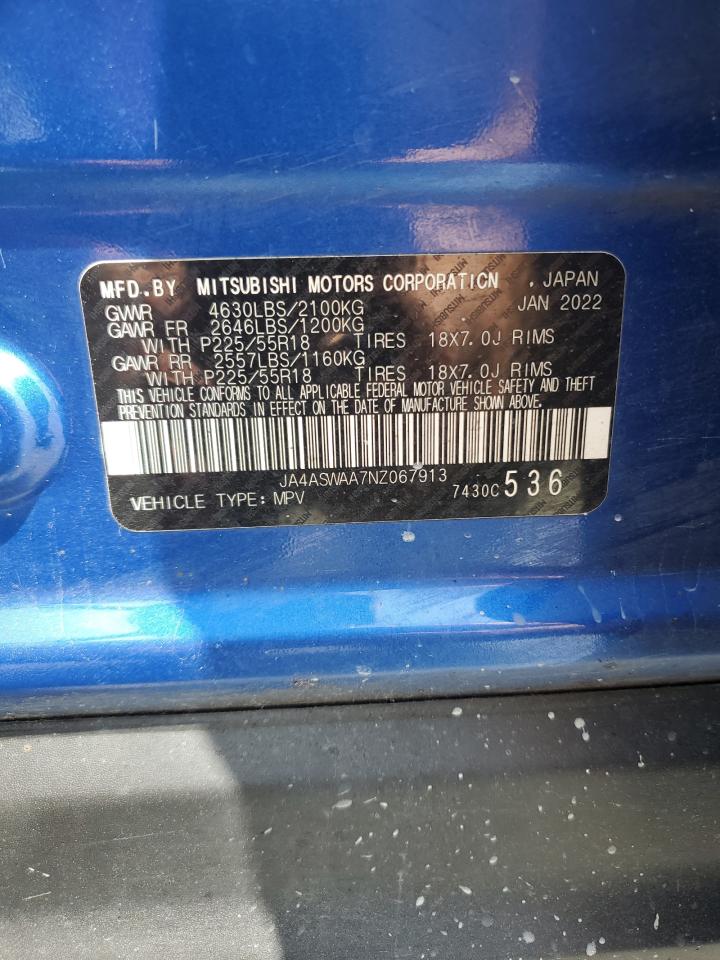 MFD.BY MITSUBISHI MOTORS CORPORATION , JAPAN
GVWR 4630LBS/2100KG JAN 2022
GAWR FR 2646LBS/1200KG
WITH P225/55R18 TIRES 18X7.0J RIMS
GAWR RR 2557LBS/1160KG
WITH P225/55R18 TIRES 18X7.0J RIMS
THIS VEHICLE CONFORMS TO ALL APPLICABLE FEDERAL MOTOR VEHICLE SAFETY AND THEFT
PREVENTION STANDARDS IN EFFECT ON THE DATE OF MANUFACTURE SHOWN ABOVE.
JA4ASWAA7NZ067913
VEHICLE TYPE: MPV 7430C 536